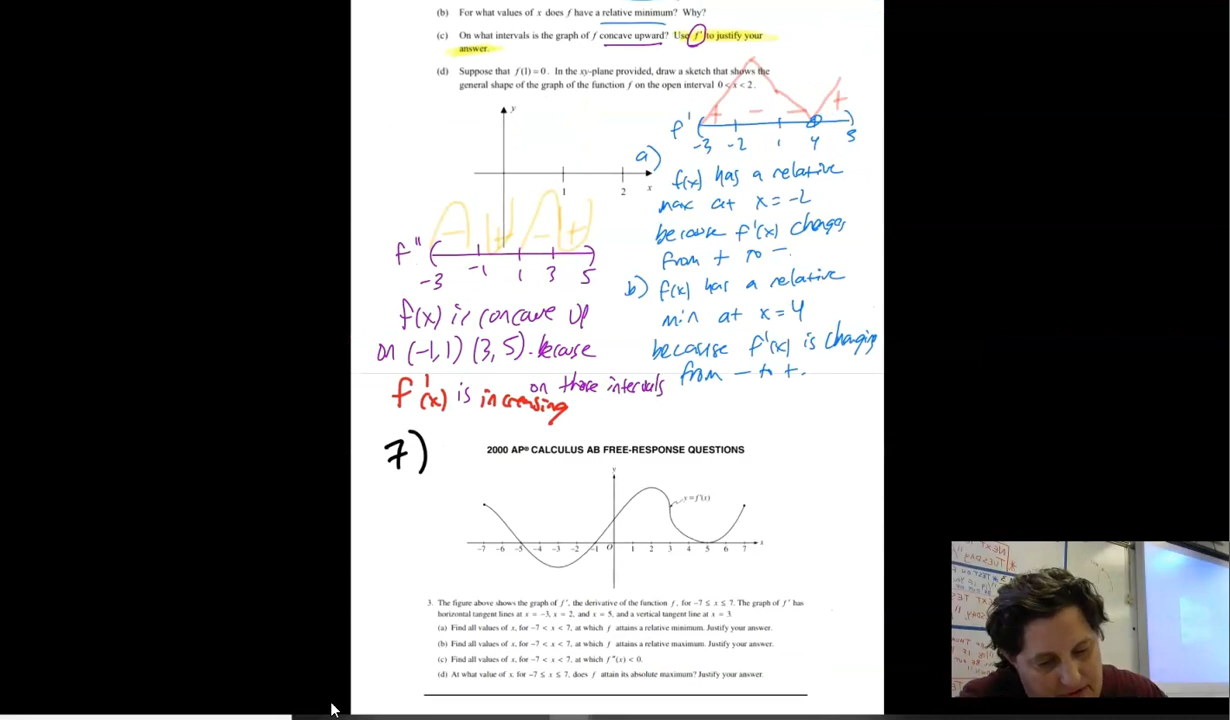 (b) For what values of x does f have a relative minimum? Why?
(c) On what intervals is the graph of f concave upward? Use f' to justify your
answer.
(d) Suppose that f(1) = 0. In the xy-plane provided, draw a sketch that shows the
general shape of the graph of the function f on the open interval 0 < x < 2.
y
1 2 x
f' + - - +
-3 -2 1 4 5
a)
f(x) has a relative
max at x = -2
because f'(x) changes
from + to -.
b) f(x) has a relative
min at x = 4
because f'(x) is changing
from - to +.
f"
-3 -1 1 3 5
f(x) is concave up
on (-1,1) (3,5). because
f'(x) is increasing on those intervals
7)
2000 AP® CALCULUS AB FREE-RESPONSE QUESTIONS
y
y = f'(x)
-7 -6 -5 -4 -3 -2 -1 O 1 2 3 4 5 6 7 x
3. The figure above shows the graph of f', the derivative of the function f, for -7 ≤ x ≤ 7. The graph of f' has
horizontal tangent lines at x = -3, x = 2, and x = 5, and a vertical tangent line at x = 3.
(a) Find all values of x, for -7 < x < 7, at which f attains a relative minimum. Justify your answer.
(b) Find all values of x, for -7 < x < 7, at which f attains a relative maximum. Justify your answer.
(c) Find all values of x, for -7 < x < 7, at which f"(x) < 0.
(d) At what value of x, for -7 ≤ x ≤ 7, does f attain its absolute maximum? Justify your answer.